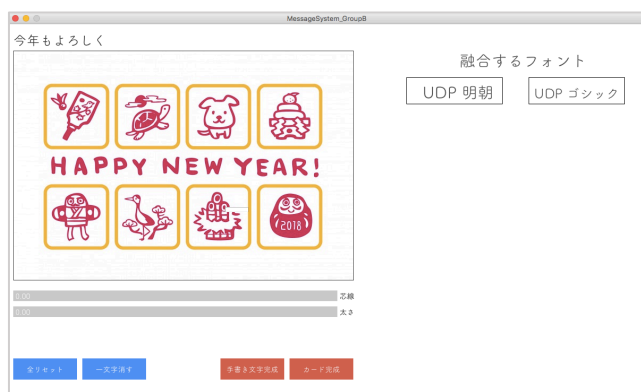 MessageSystem_GroupB
今年もよろしく
HAPPY NEW YEAR!
2018
0.00 芯線
0.00 太さ
全リセット 一文字消す 手書き文字完成 カード完成
融合するフォント
UDP 明朝 UDP ゴシック